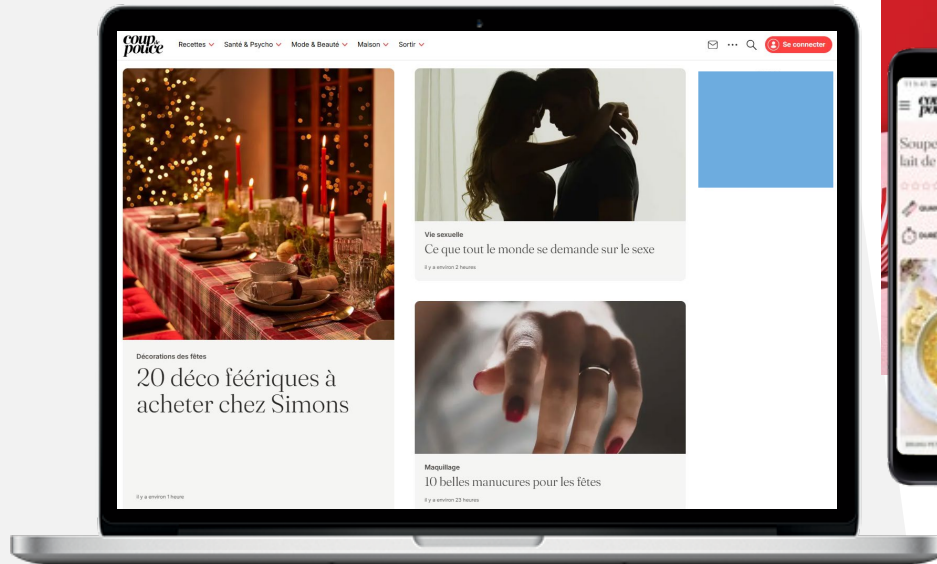 coup de
pouce
Recettes Santé & Psycho Mode & Beauté Maison Sortir
Se connecter
Vie sexuelle
Ce que tout le monde se demande sur le sexe
Il y a environ 2 heures
Décorations des fêtes
20 déco féériques à
acheter chez Simons
Il y a environ 1 heure
Maquillage
10 belles manucures pour les fêtes
Il y a environ 23 heures
Soupe
lait de